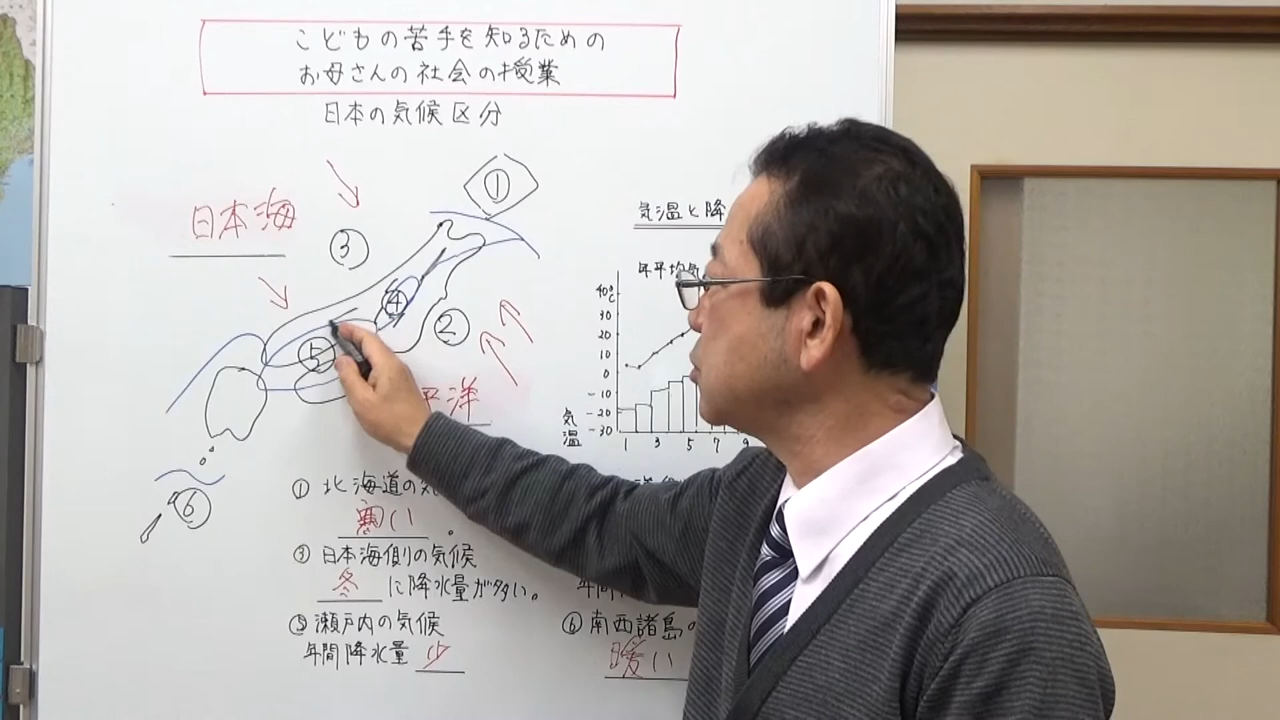 こどもの苦手を知るための
お母さんの社会の授業
日本の気候区分
日本海
①
③
④
②
⑤
⑥
平洋
気温と降
年平均気
40℃
30
20
10
0
-10
-20
-30
気温
1 3 5 7 9
① 北海道の気
寒い。
③ 日本海側の気候
冬に降水量が多い。
年間
⑤ 瀬戸内の気候
年間降水量 少
⑥ 南西諸島の
暖い